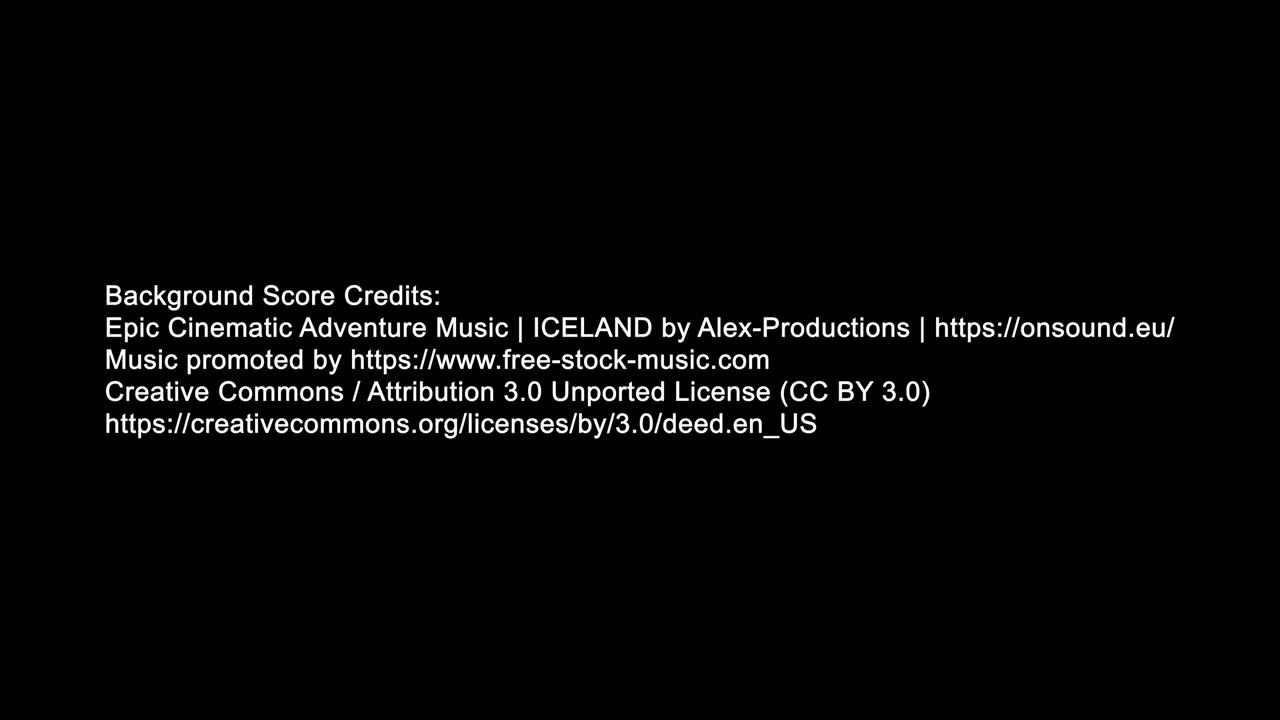 Background Score Credits:
Epic Cinematic Adventure Music | ICELAND by Alex-Productions | https://onsound.eu/
Music promoted by https://www.free-stock-music.com
Creative Commons / Attribution 3.0 Unported License (CC BY 3.0)
https://creativecommons.org/licenses/by/3.0/deed.en_US